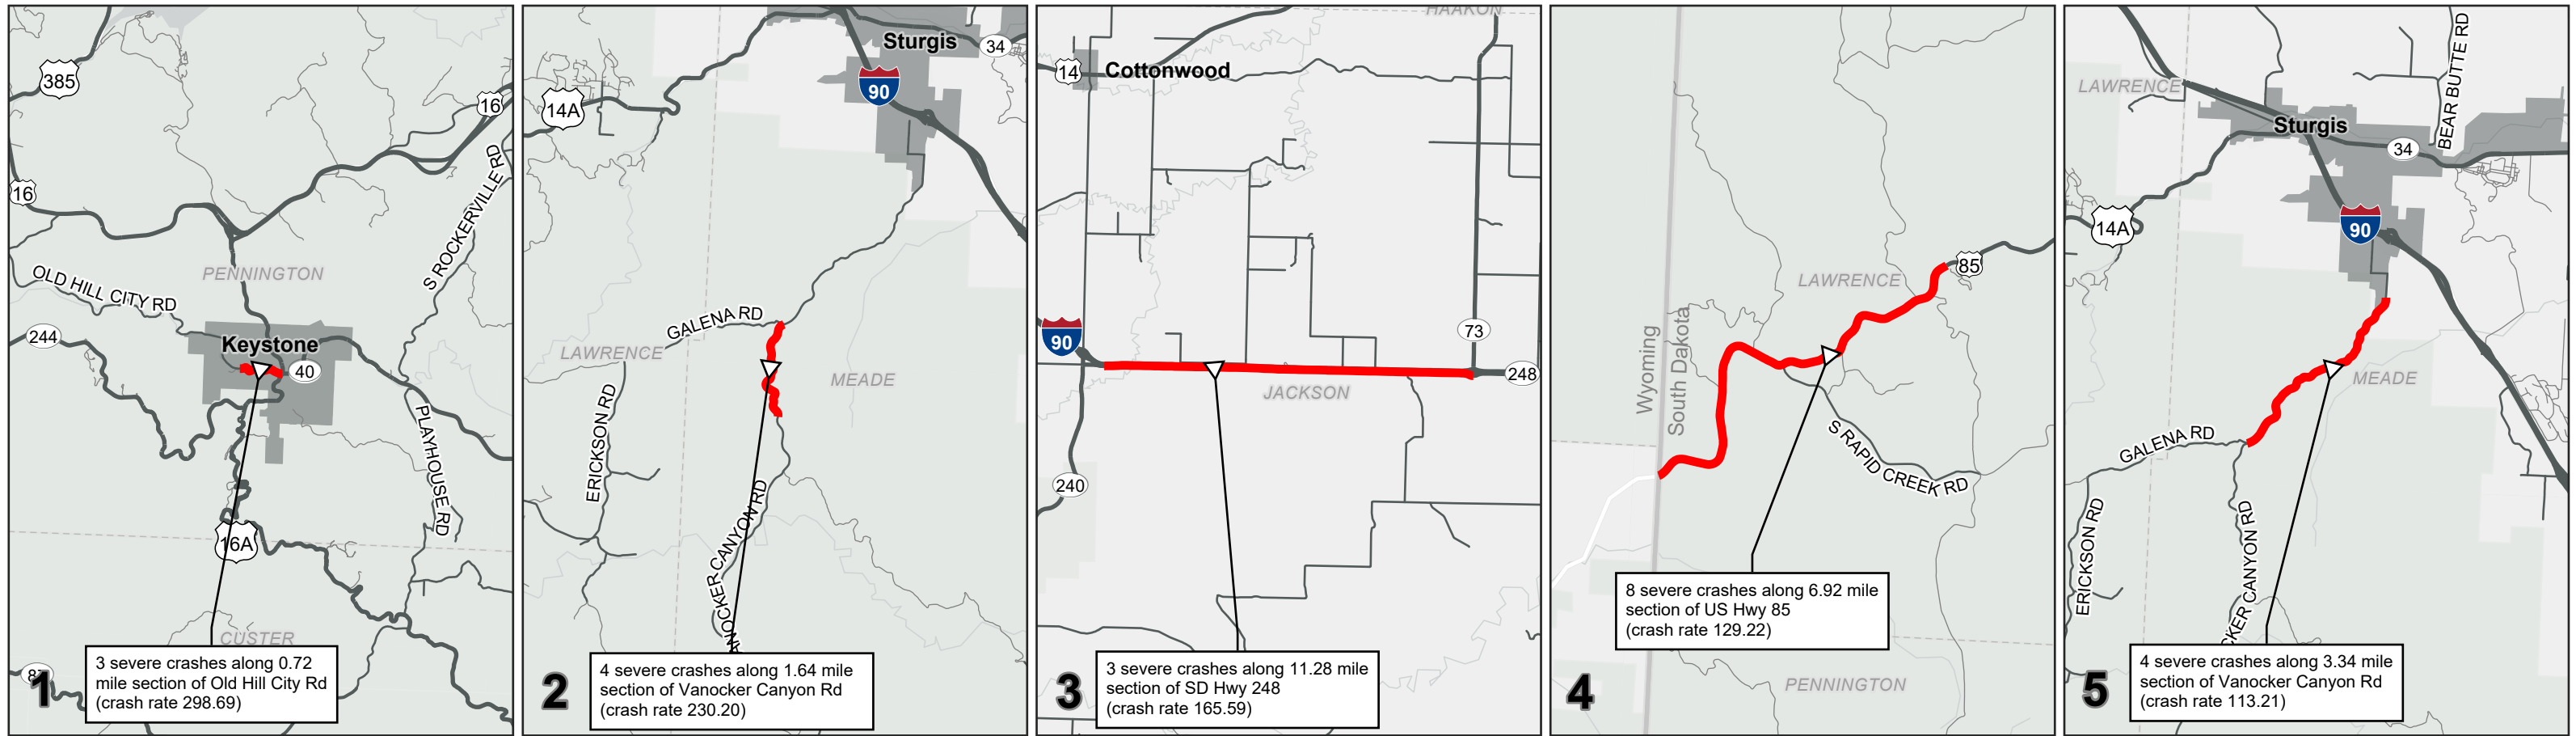 385
16
16
S ROCKERVILLE RD
PENNINGTON
OLD HILL CITY RD
244
Keystone
40
PLAYHOUSE RD
16A
CUSTER
3 severe crashes along 0.72
mile section of Old Hill City Rd
(crash rate 298.69)
1
Sturgis
34
90
14A
GALENA RD
LAWRENCE
MEADE
ERICKSON RD
ANOCKER CANYON RD
4 severe crashes along 1.64 mile
section of Vanocker Canyon Rd
(crash rate 230.20)
2
HAAKON
14
Cottonwood
73
90
248
JACKSON
240
3 severe crashes along 11.28 mile
section of SD Hwy 248
(crash rate 165.59)
3
85
LAWRENCE
Wyoming
South Dakota
S RAPID CREEK RD
8 severe crashes along 6.92 mile
section of US Hwy 85
(crash rate 129.22)
PENNINGTON
4
BEAR BUTTE RD
LAWRENCE
Sturgis
34
14A
90
MEADE
GALENA RD
ERICKSON RD
CKER CANYON RD
4 severe crashes along 3.34 mile
section of Vanocker Canyon Rd
(crash rate 113.21)
5